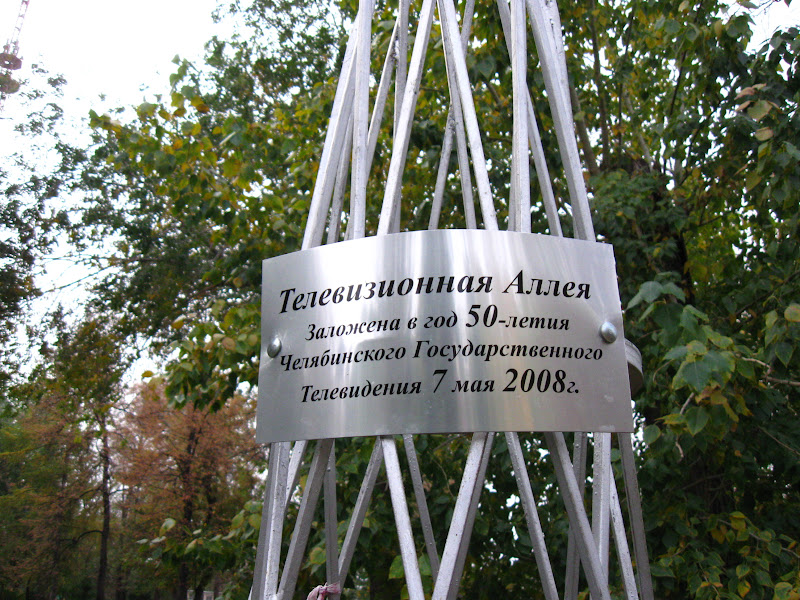 Телевизионная Аллея
Заложена в год 50-летия
Челябинского Государственного
Телевидения 7 мая 2008г.